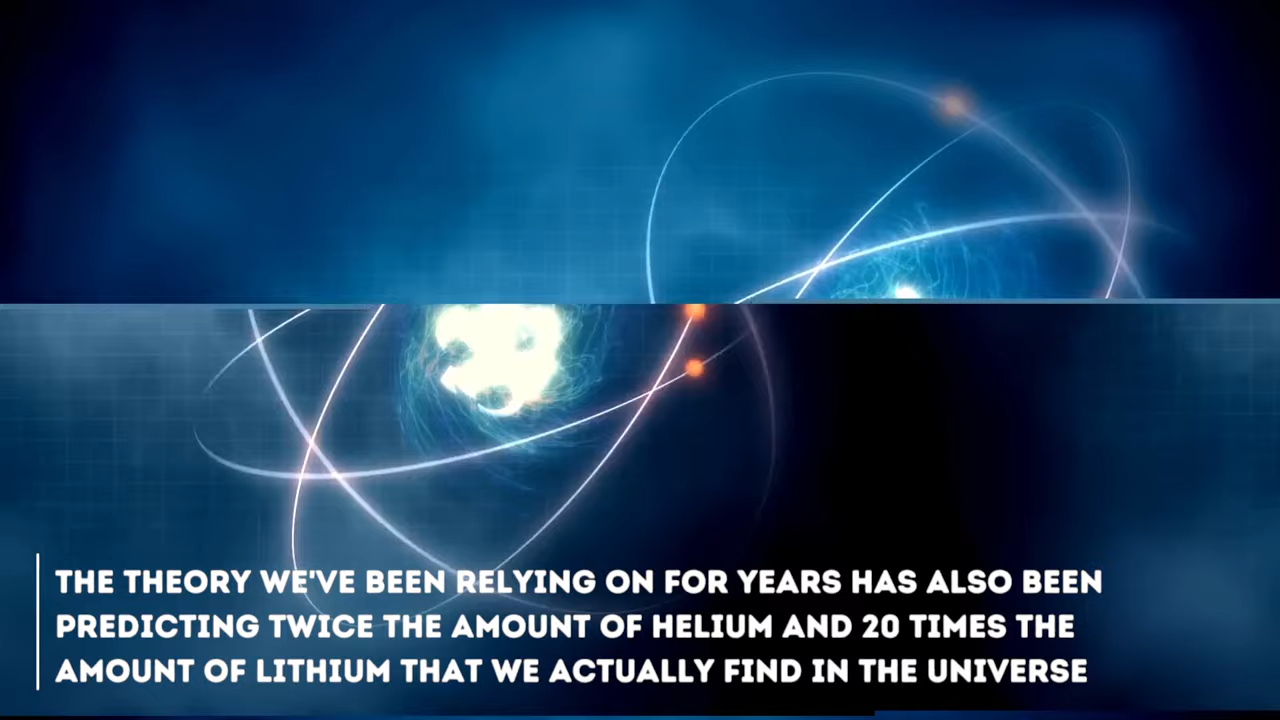 THE THEORY WE'VE BEEN RELYING ON FOR YEARS HAS ALSO BEEN
PREDICTING TWICE THE AMOUNT OF HELIUM AND 20 TIMES THE
AMOUNT OF LITHIUM THAT WE ACTUALLY FIND IN THE UNIVERSE